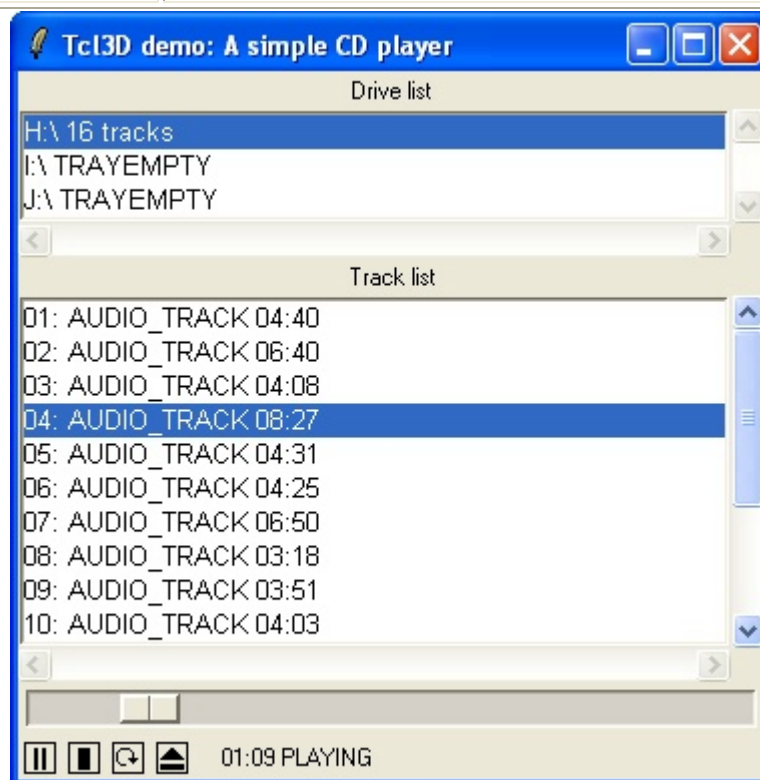 Tcl3D demo: A simple CD player
Drive list
H:\ 16 tracks
I:\ TRAYEMPTY
J:\ TRAYEMPTY
Track list
01: AUDIO_TRACK 04:40
02: AUDIO_TRACK 06:40
03: AUDIO_TRACK 04:08
04: AUDIO_TRACK 08:27
05: AUDIO_TRACK 04:31
06: AUDIO_TRACK 04:25
07: AUDIO_TRACK 06:50
08: AUDIO_TRACK 03:18
09: AUDIO_TRACK 03:51
10: AUDIO_TRACK 04:03
01:09 PLAYING